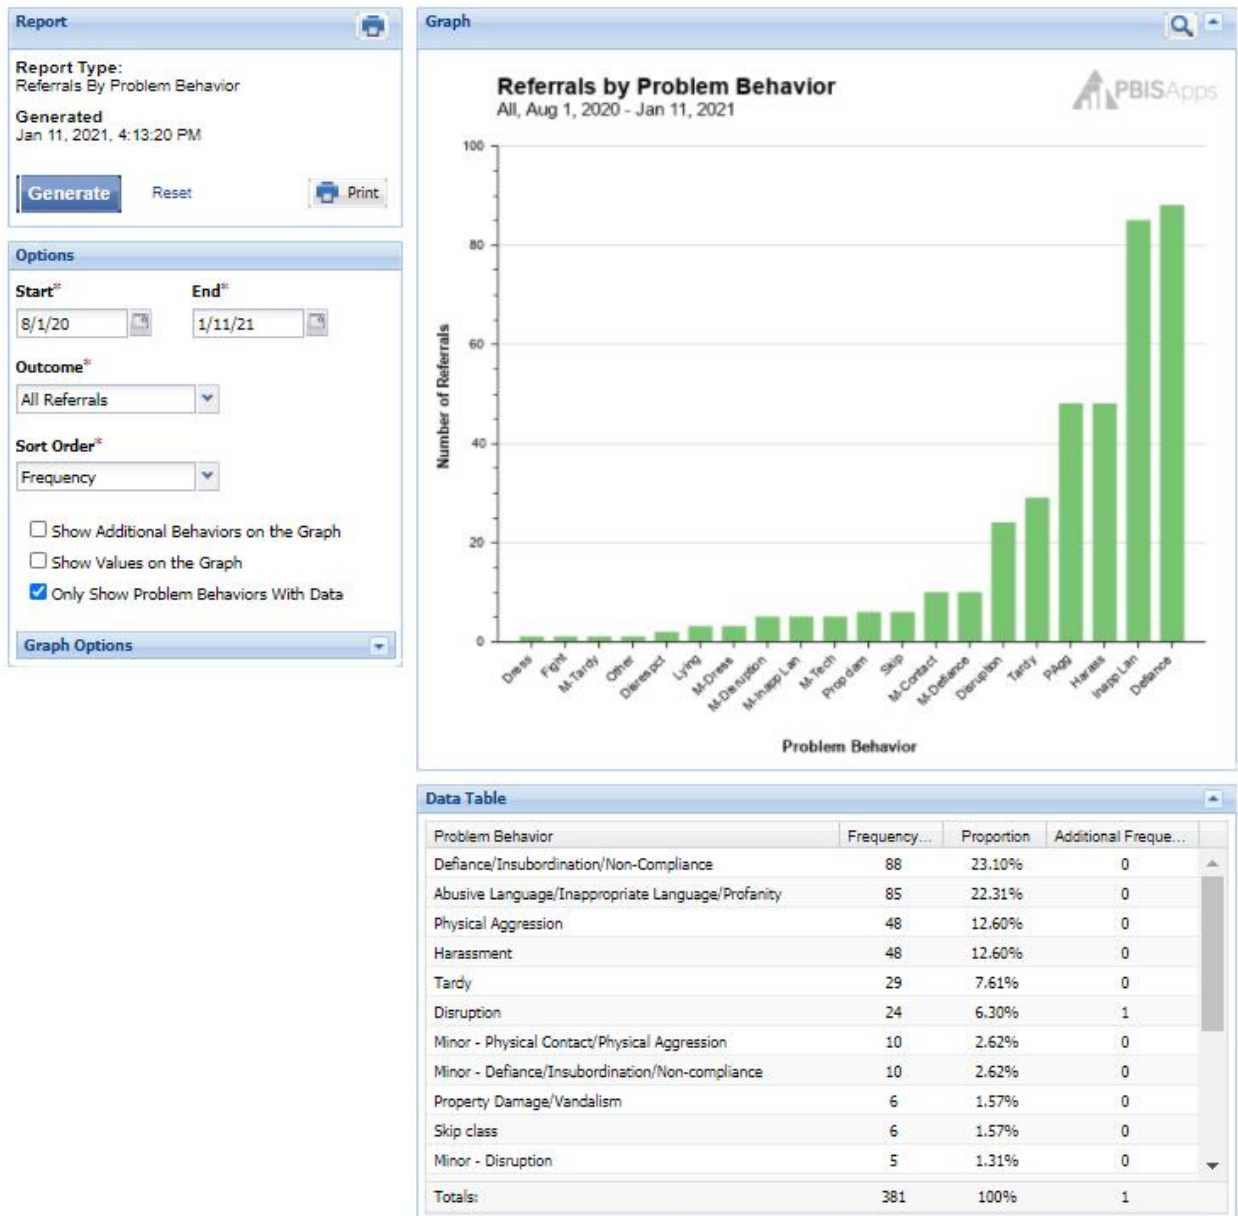 Report
Report Type:
Referrals By Problem Behavior
Generated
Jan 11, 2021, 4:13:20 PM
Generate Reset Print
Options
Start* End*
8/1/20 1/11/21
Outcome*
All Referrals
Sort Order*
Frequency
Show Additional Behaviors on the Graph
Show Values on the Graph
Only Show Problem Behaviors With Data
Graph Options
Graph
Referrals by Problem Behavior
All, Aug 1, 2020 - Jan 11, 2021
PBISApps
Number of Referrals
100
80
60
40
20
0
Dress Fight M-Tardy Other Disrespct Lying M-Dress M-Disruption M-Inapp Lan M-Tech Prop dam Skip M-Contact M-Defiance Disruption Tardy PAgg Harass Inapp Lan Defiance
Problem Behavior
Data Table
Problem Behavior Frequency... Proportion Additional Freque...
Defiance/Insubordination/Non-Compliance 88 23.10% 0
Abusive Language/Inappropriate Language/Profanity 85 22.31% 0
Physical Aggression 48 12.60% 0
Harassment 48 12.60% 0
Tardy 29 7.61% 0
Disruption 24 6.30% 1
Minor - Physical Contact/Physical Aggression 10 2.62% 0
Minor - Defiance/Insubordination/Non-compliance 10 2.62% 0
Property Damage/Vandalism 6 1.57% 0
Skip class 6 1.57% 0
Minor - Disruption 5 1.31% 0
Totals: 381 100% 1